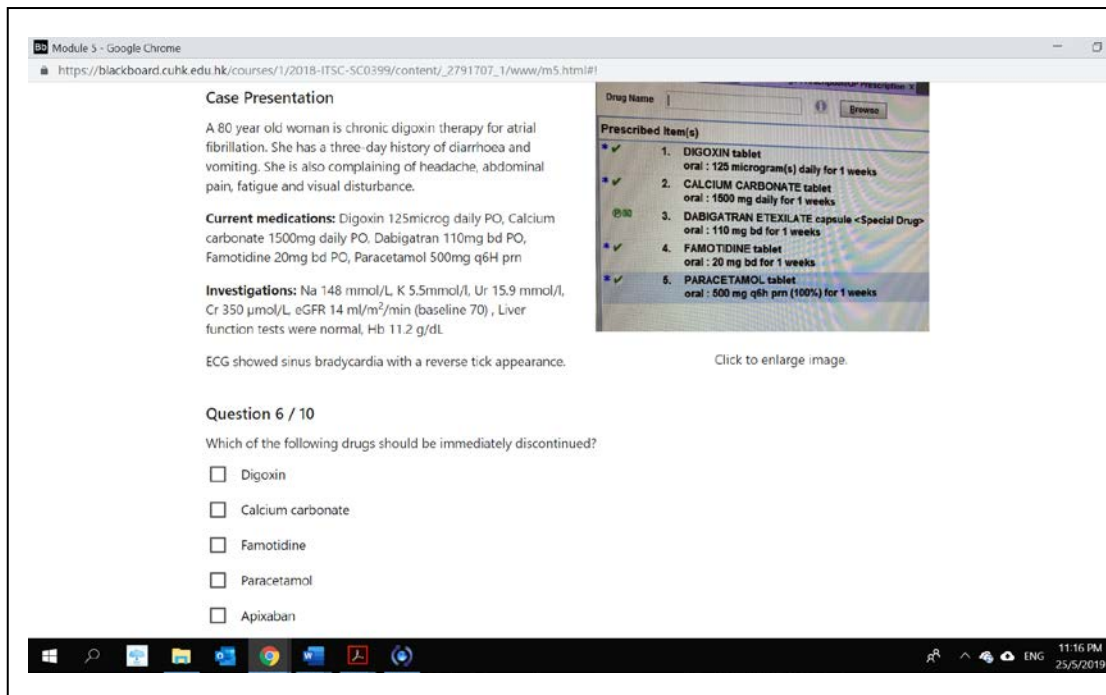 Module 5 - Google Chrome
https://blackboard.cuhk.edu.hk/courses/1/2018-ITSC-SC0399/content/_2791707_1/www/m5.html#!
Case Presentation
A 80 year old woman is chronic digoxin therapy for atrial
fibrillation. She has a three-day history of diarrhoea and
vomiting. She is also complaining of headache, abdominal
pain, fatigue and visual disturbance.
Current medications: Digoxin 125microg daily PO, Calcium
carbonate 1500mg daily PO, Dabigatran 110mg bd PO,
Famotidine 20mg bd PO, Paracetamol 500mg q6H prn
Investigations: Na 148 mmol/L, K 5.5mmol/l, Ur 15.9 mmol/l,
Cr 350 µmol/L, eGFR 14 ml/m²/min (baseline 70) , Liver
function tests were normal, Hb 11.2 g/dL
ECG showed sinus bradycardia with a reverse tick appearance.
Prescription X
Drug Name
Browse
Prescribed Item(s)
1. DIGOXIN tablet
oral : 125 microgram(s) daily for 1 weeks
2. CALCIUM CARBONATE tablet
oral : 1500 mg daily for 1 weeks
3. DABIGATRAN ETEXILATE capsule <Special Drug>
oral : 110 mg bd for 1 weeks
4. FAMOTIDINE tablet
oral : 20 mg bd for 1 weeks
5. PARACETAMOL tablet
oral : 500 mg q6h prn (100%) for 1 weeks
Click to enlarge image.
Question 6 / 10
Which of the following drugs should be immediately discontinued?
Digoxin
Calcium carbonate
Famotidine
Paracetamol
Apixaban
ENG
11:16 PM
25/5/2019